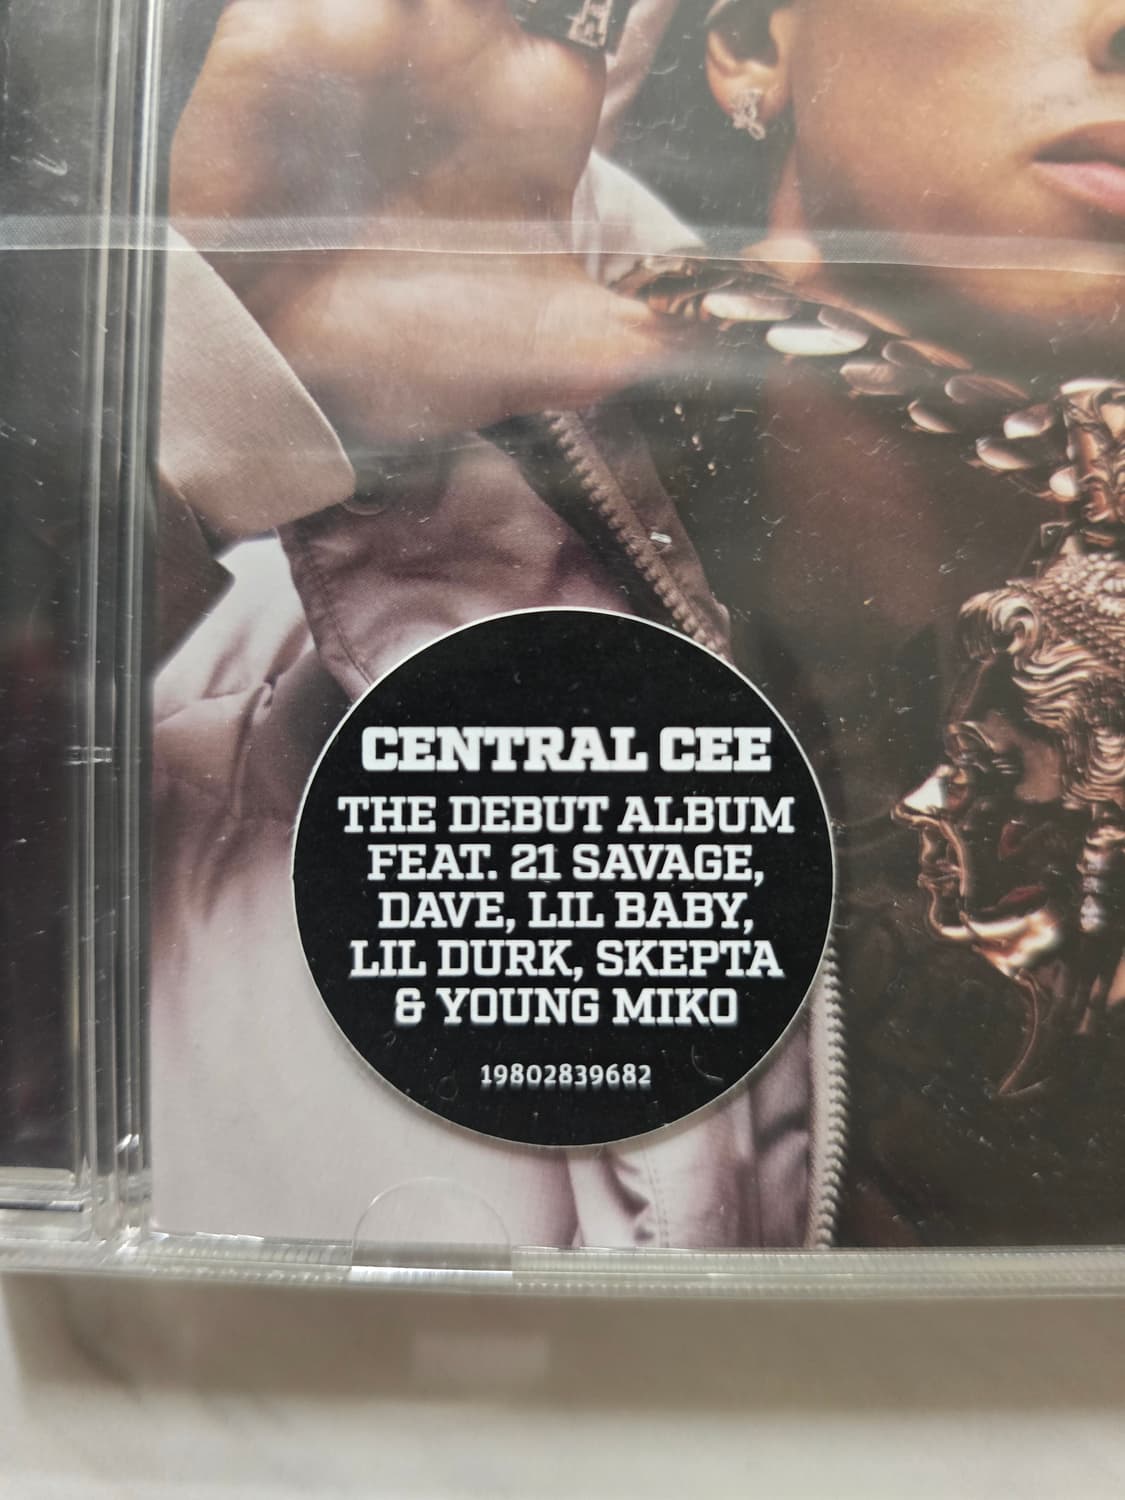 CENTRAL CEE
THE DEBUT ALBUM
FEAT. 21 SAVAGE,
DAVE, LIL BABY,
LIL DURK, SKEPTA
& YOUNG MIKO
19802839682